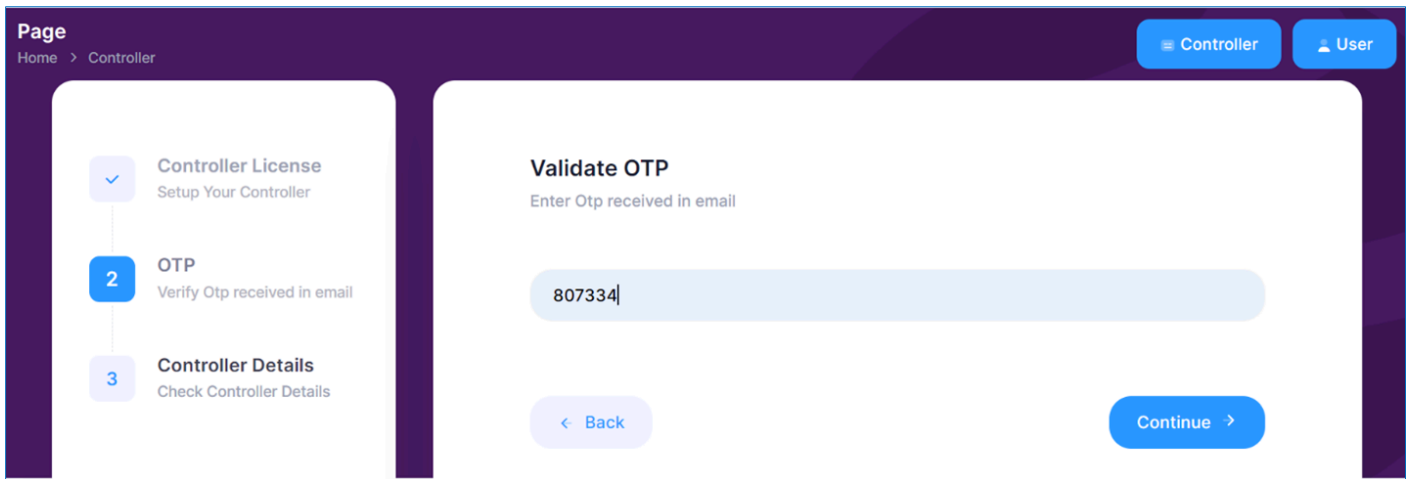 Page
Home > Controller
Controller
User
Controller License
Setup Your Controller
2
OTP
Verify Otp received in email
3
Controller Details
Check Controller Details
Validate OTP
Enter Otp received in email
807334
Back
Continue